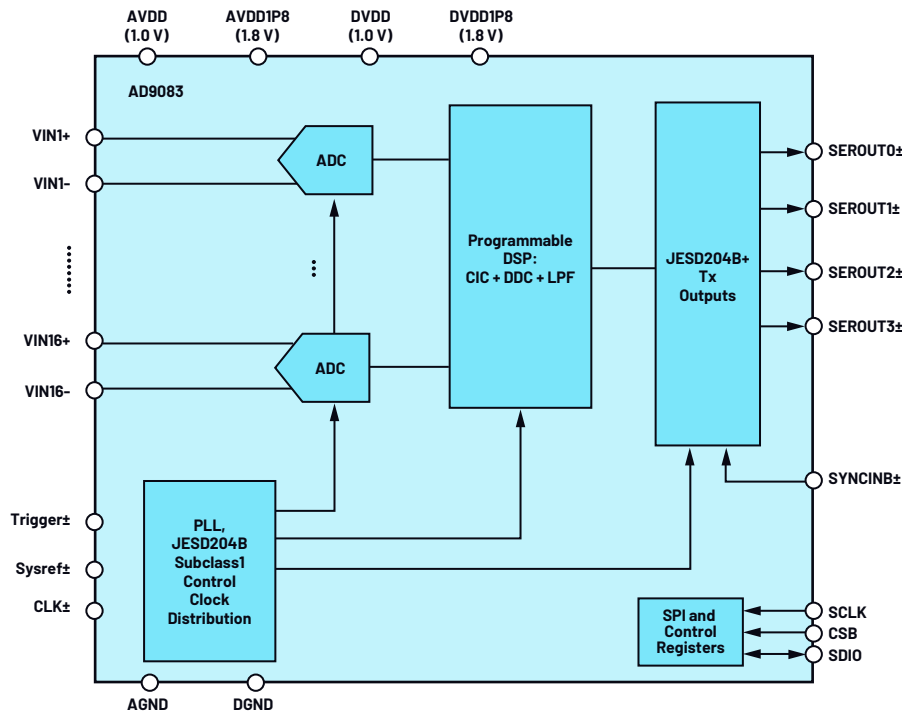 AVDD
(1.0 V)
AVDD1P8
(1.8 V)
DVDD
(1.0 V)
DVDD1P8
(1.8 V)
AD9083
VIN1+
VIN1-
VIN16+
VIN16-
Trigger±
Sysref±
CLK±
ADC
ADC
Programmable
DSP:
CIC + DDC + LPF
JESD204B+
Tx
Outputs
SEROUT0±
SEROUT1±
SEROUT2±
SEROUT3±
SYNCINB±
PLL,
JESD204B
Subclass1
Control
Clock
Distribution
SPI and
Control
Registers
SCLK
CSB
SDIO
AGND
DGND